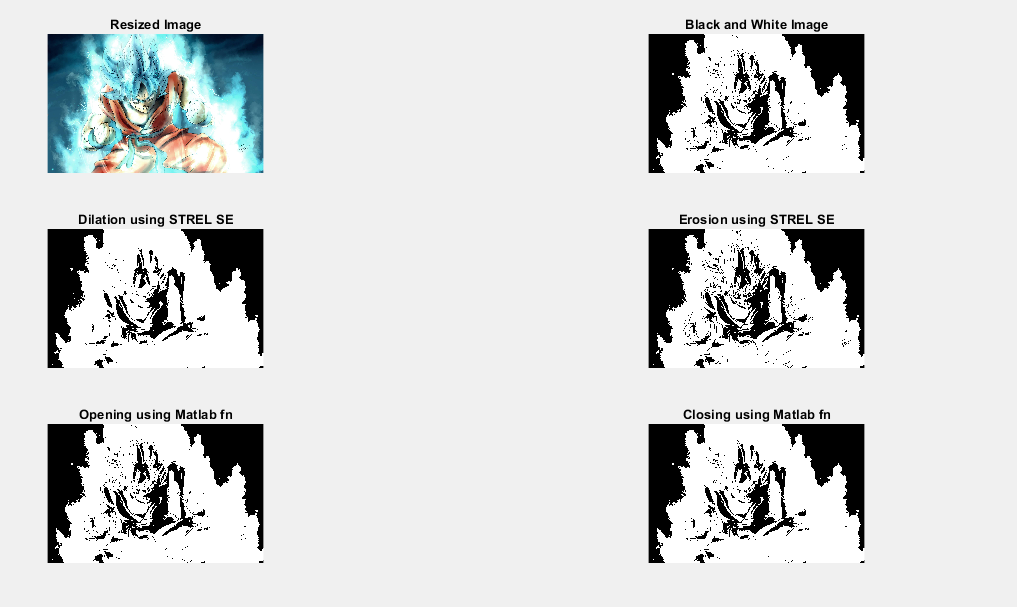 Resized Image
Black and White Image
Dilation using STREL SE
Erosion using STREL SE
Opening using Matlab fn
Closing using Matlab fn